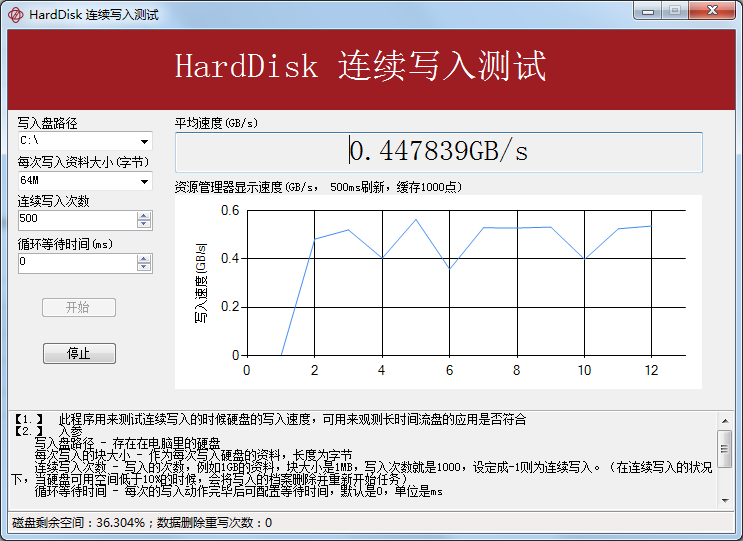 HardDisk 连续写入测试
HardDisk 连续写入测试
写入盘路径
C:\
每次写入资料大小(字节)
64M
连续写入次数
500
循环等待时间(ms)
0
开始
停止
平均速度(GB/s)
0.447839GB/s
资源管理器显示速度(GB/s, 500ms刷新,缓存1000点)
写入速度(GB/s)
0.6
0.4
0.2
0
0 2 4 6 8 10 12
【1.】 此程序用来测试连续写入的时候硬盘的写入速度,可用来观测长时间流盘的应用是否符合
【2.】 入参
写入盘路径 - 存在在电脑里的硬盘
每次写入的块大小 - 作为每次写入硬盘的资料,长度为字节
连续写入次数 - 写入的次数,例如1GB的资料,块大小是1MB,写入次数就是1000,设定成-1则为连续写入。(在连续写入的状况
下,当硬盘可用空间低于10%的时候,会将写入的档案删除并重新开始任务)
循环等待时间 - 每次的写入动作完毕后可配置等待时间,默认是0,单位是ms
磁盘剩余空间:36.304%;数据删除重写次数:0